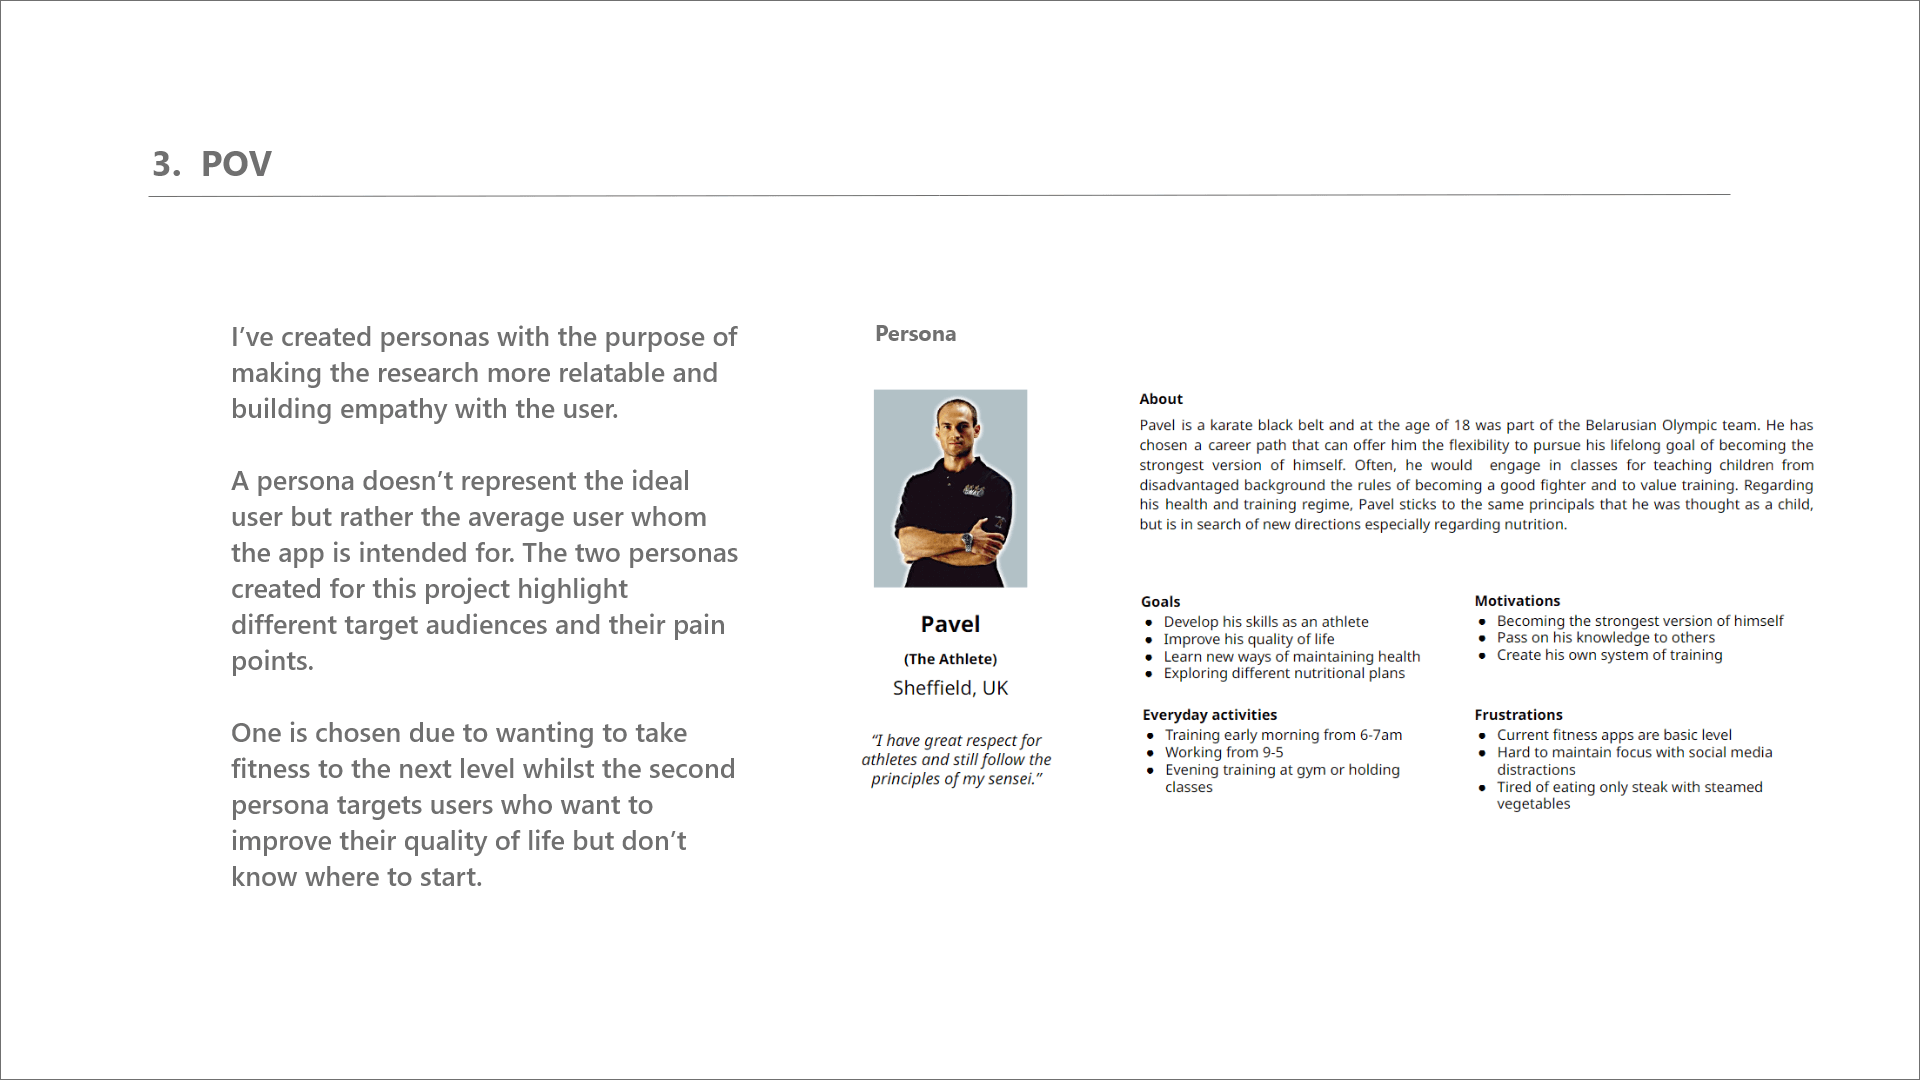 3. POV
I’ve created personas with the purpose of
making the research more relatable and
building empathy with the user.
A persona doesn’t represent the ideal
user but rather the average user whom
the app is intended for. The two personas
created for this project highlight
different target audiences and their pain
points.
One is chosen due to wanting to take
fitness to the next level whilst the second
persona targets users who want to
improve their quality of life but don’t
know where to start.
Persona
Pavel
(The Athlete)
Sheffield, UK
“I have great respect for
athletes and still follow the
principles of my sensei.”
About
Pavel is a karate black belt and at the age of 18 was part of the Belarusian Olympic team. He has
chosen a career path that can offer him the flexibility to pursue his lifelong goal of becoming the
strongest version of himself. Often, he would engage in classes for teaching children from
disadvantaged background the rules of becoming a good fighter and to value training. Regarding
his health and training regime, Pavel sticks to the same principals that he was thought as a child,
but is in search of new directions especially regarding nutrition.
Goals
● Develop his skills as an athlete
● Improve his quality of life
● Learn new ways of maintaining health
● Exploring different nutritional plans
Motivations
● Becoming the strongest version of himself
● Pass on his knowledge to others
● Create his own system of training
Everyday activities
● Training early morning from 6-7am
● Working from 9-5
● Evening training at gym or holding
classes
Frustrations
● Current fitness apps are basic level
● Hard to maintain focus with social media
distractions
● Tired of eating only steak with steamed
vegetables